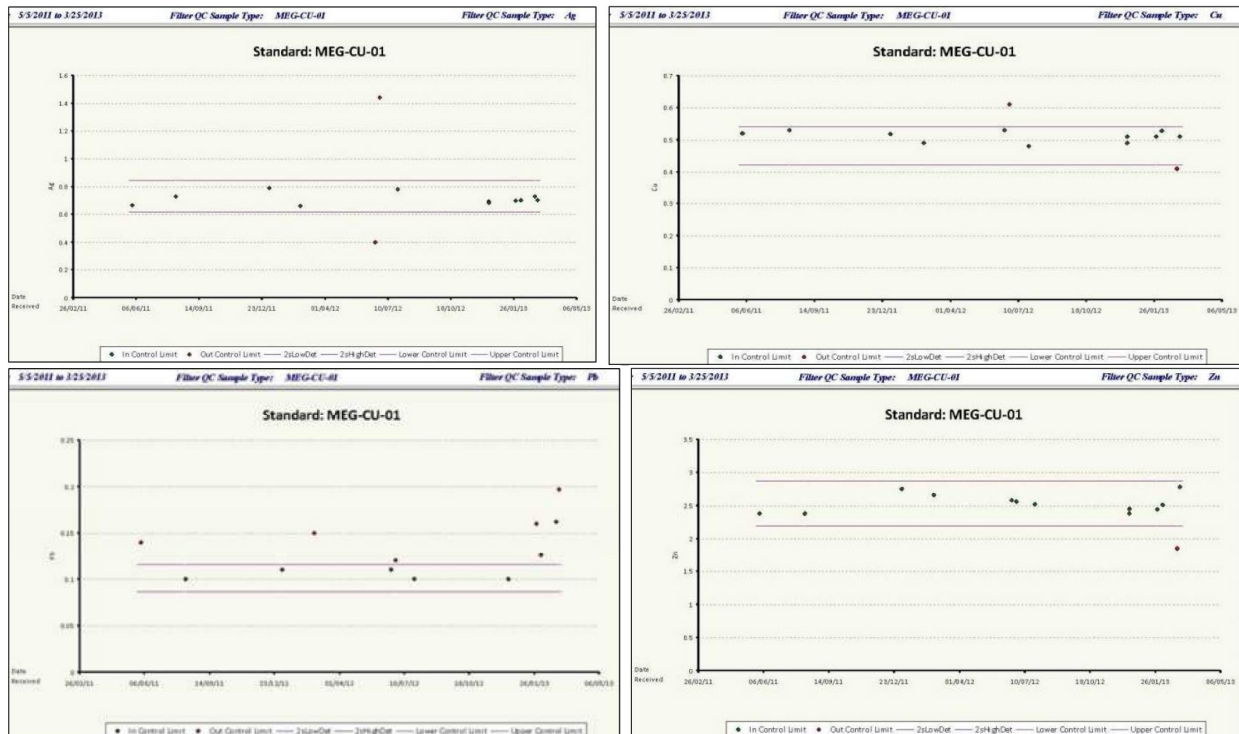 5/5/2011 to 3/25/2013 Filter QC Sample Type: MEG-CU-01 Filter QC Sample Type: Ag
Standard: MEG-CU-01
1.6
1.4
1.2
1
0.8
0.6
0.4
0.2
0
Ag
Date
Received
26/02/11 06/06/11 14/09/11 23/12/11 01/04/12 10/07/12 18/10/12 26/01/13 06/05/13
In Control Limit Out Control Limit 2sLowDet 2sHighDet Lower Control Limit Upper Control Limit
5/5/2011 to 3/25/2013 Filter QC Sample Type: MEG-CU-01 Filter QC Sample Type: Cu
Standard: MEG-CU-01
0.7
0.6
0.5
0.4
0.3
0.2
0.1
0
Cu
Date
Received
26/02/11 06/06/11 14/09/11 23/12/11 01/04/12 10/07/12 18/10/12 26/01/13 06/05/13
In Control Limit Out Control Limit 2sLowDet 2sHighDet Lower Control Limit Upper Control Limit
5/5/2011 to 3/25/2013 Filter QC Sample Type: MEG-CU-01 Filter QC Sample Type: Pb
Standard: MEG-CU-01
0.25
0.2
0.15
0.1
0.05
0
Pb
Date
Received
26/02/11 06/06/11 14/09/11 23/12/11 01/04/12 10/07/12 18/10/12 26/01/13 06/05/13
In Control Limit Out Control Limit 2sLowDet 2sHighDet Lower Control Limit Upper Control Limit
5/5/2011 to 3/25/2013 Filter QC Sample Type: MEG-CU-01 Filter QC Sample Type: Zn
Standard: MEG-CU-01
3.5
3
2.5
2
1.5
1
0.5
0
Zn
Date
Received
26/02/11 06/06/11 14/09/11 23/12/11 01/04/12 10/07/12 18/10/12 26/01/13 06/05/13
In Control Limit Out Control Limit 2sLowDet 2sHighDet Lower Control Limit Upper Control Limit